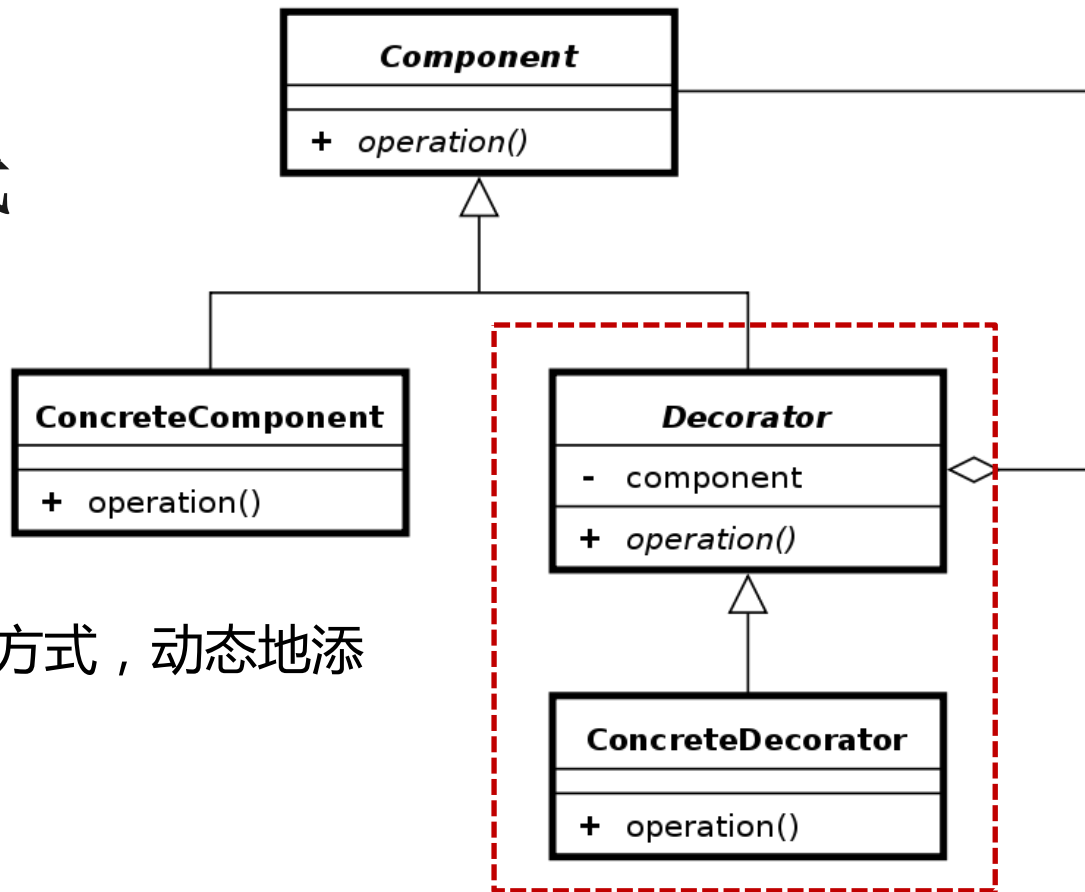 Component
+ operation()
ConcreteComponent
+ operation()
Decorator
- component
+ operation()
方式，动态地添
ConcreteDecorator
+ operation()